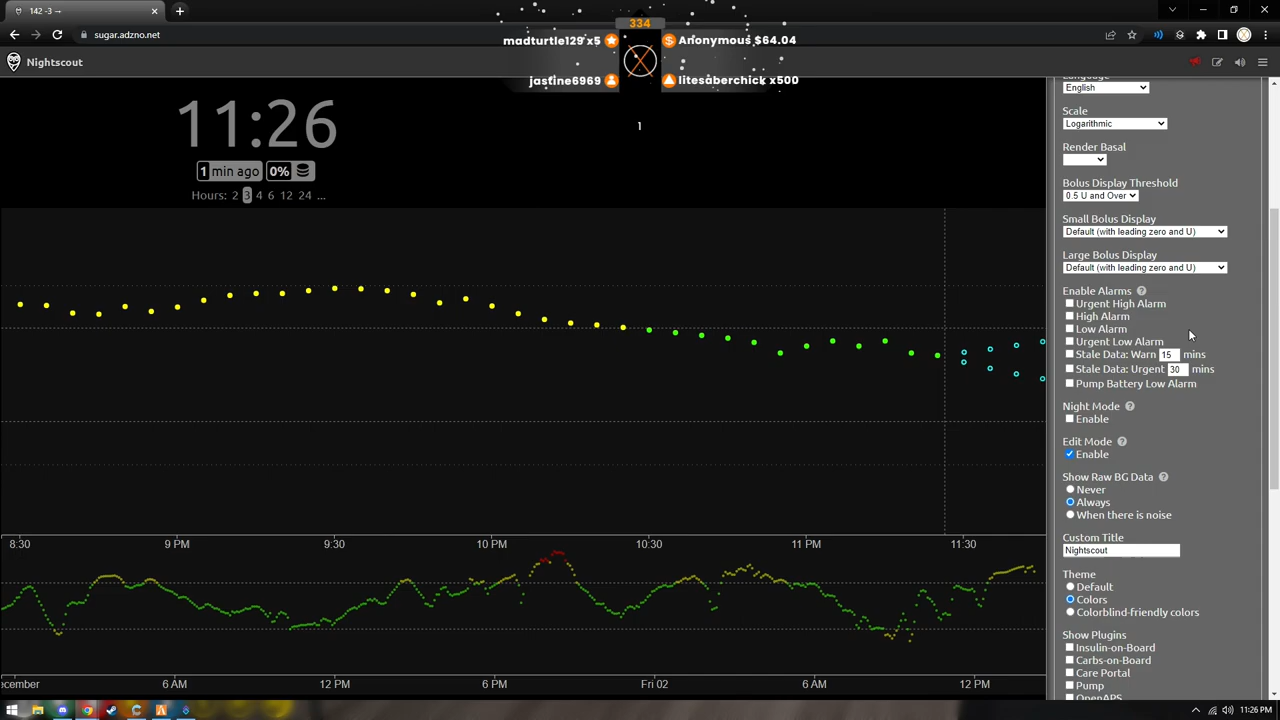 142 -3 →
sugar.adzno.net
334
madturtle129 x5
Anonymous $64.04
jastine6969
litesaberchick x500
1
Nightscout
11:26
1 min ago 0%
Hours: 2 3 4 6 12 24 ...
Language
English
Scale
Logarithmic
Render Basal
Bolus Display Threshold
0.5 U and Over
Small Bolus Display
Default (with leading zero and U)
Large Bolus Display
Default (with leading zero and U)
Enable Alarms ?
Urgent High Alarm
High Alarm
Low Alarm
Urgent Low Alarm
Stale Data: Warn 15 mins
Stale Data: Urgent 30 mins
Pump Battery Low Alarm
Night Mode ?
Enable
Edit Mode ?
Enable
Show Raw BG Data ?
Never
Always
When there is noise
Custom Title
Nightscout
Theme
Default
Colors
Colorblind-friendly colors
Show Plugins
Insulin-on-Board
Carbs-on-Board
Care Portal
Pump
OpenAPS
8:30 9 PM 9:30 10 PM 10:30 11 PM 11:30
ecember 6 AM 12 PM 6 PM Fri 02 6 AM 12 PM
11:26 PM